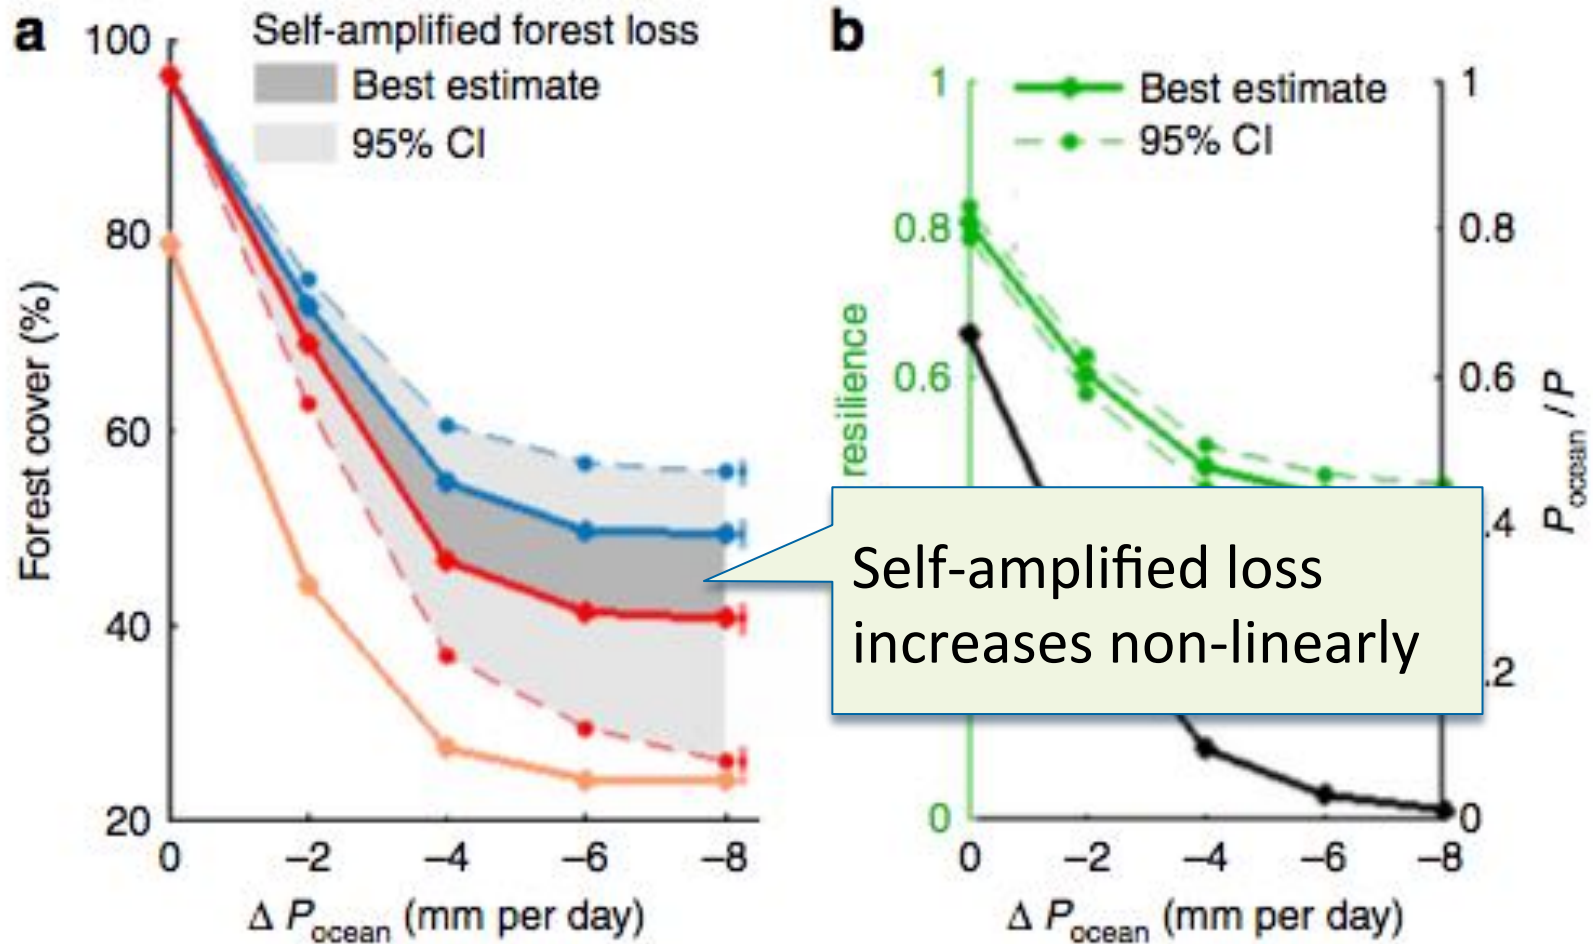 a
Self-amplified forest loss
Best estimate
95% CI
100
80
60
40
20
Forest cover (%)
0 –2 –4 –6 –8
Δ Pocean (mm per day)
b
Best estimate
95% CI
1
0.8
0.6
0
resilience
1
0.8
0.6
.4
.2
0
Pocean / P
Self-amplified loss
increases non-linearly
0 –2 –4 –6 –8
Δ Pocean (mm per day)